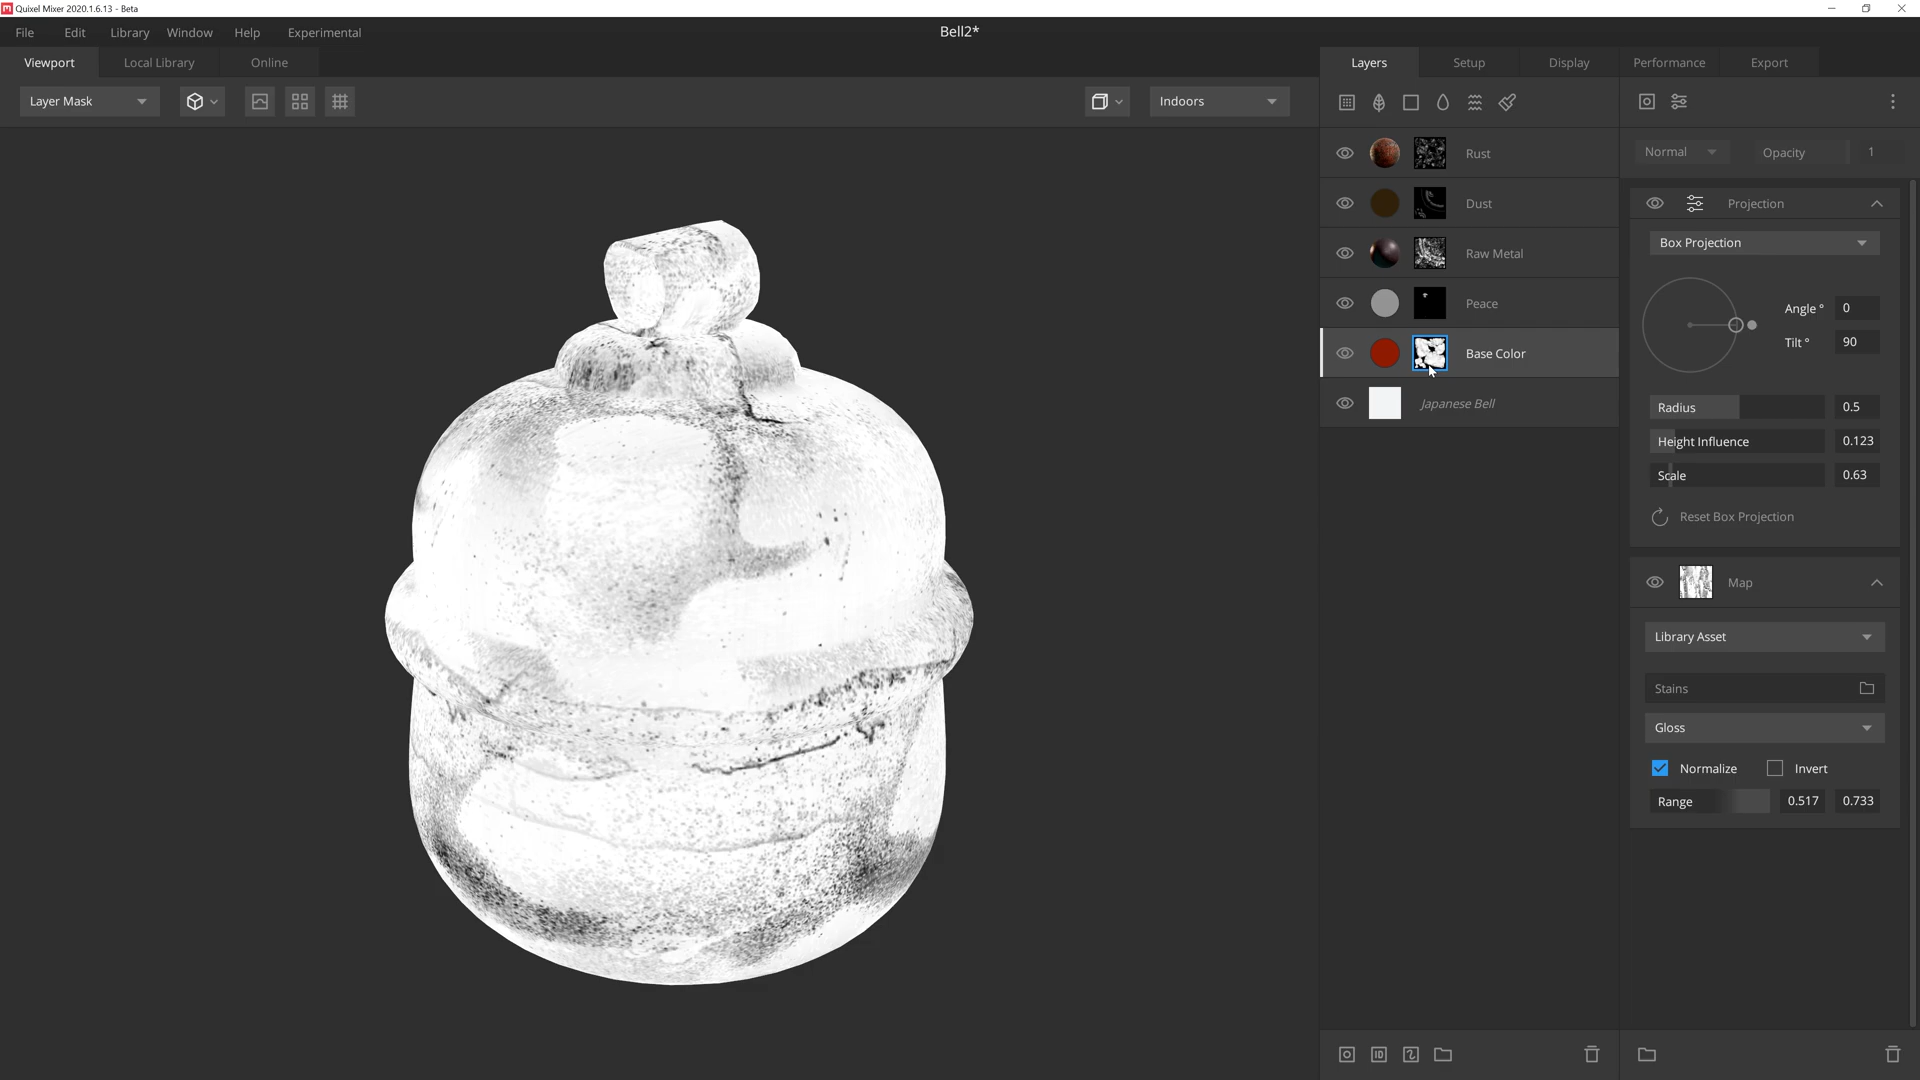 Quixel Mixer 2020.1.6.13 - Beta
File Edit Library Window Help Experimental
Bell2*
Viewport Local Library Online
Layers Setup Display Performance Export
Layer Mask
Indoors
Normal Opacity 1
Rust
Dust
Raw Metal
Peace
Base Color
Japanese Bell
Projection
Box Projection
Angle ° 0
Tilt ° 90
Radius 0.5
Height Influence 0.123
Scale 0.63
Reset Box Projection
Map
Library Asset
Stains
Gloss
Normalize Invert
Range 0.517 0.733
ID